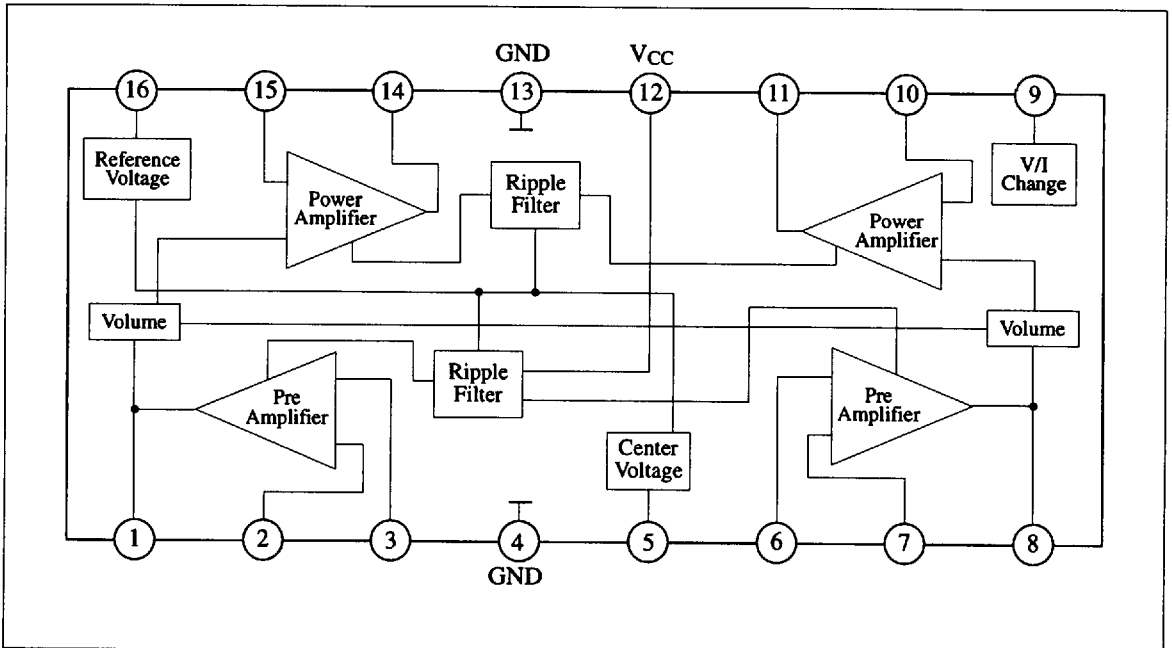 GND
VCC
16
15
14
13
12
11
10
9
Reference
Voltage
Power
Amplifier
Ripple
Filter
Power
Amplifier
V/I
Change
Volume
Volume
Pre
Amplifier
Ripple
Filter
Pre
Amplifier
Center
Voltage
1
2
3
4
5
6
7
8
GND